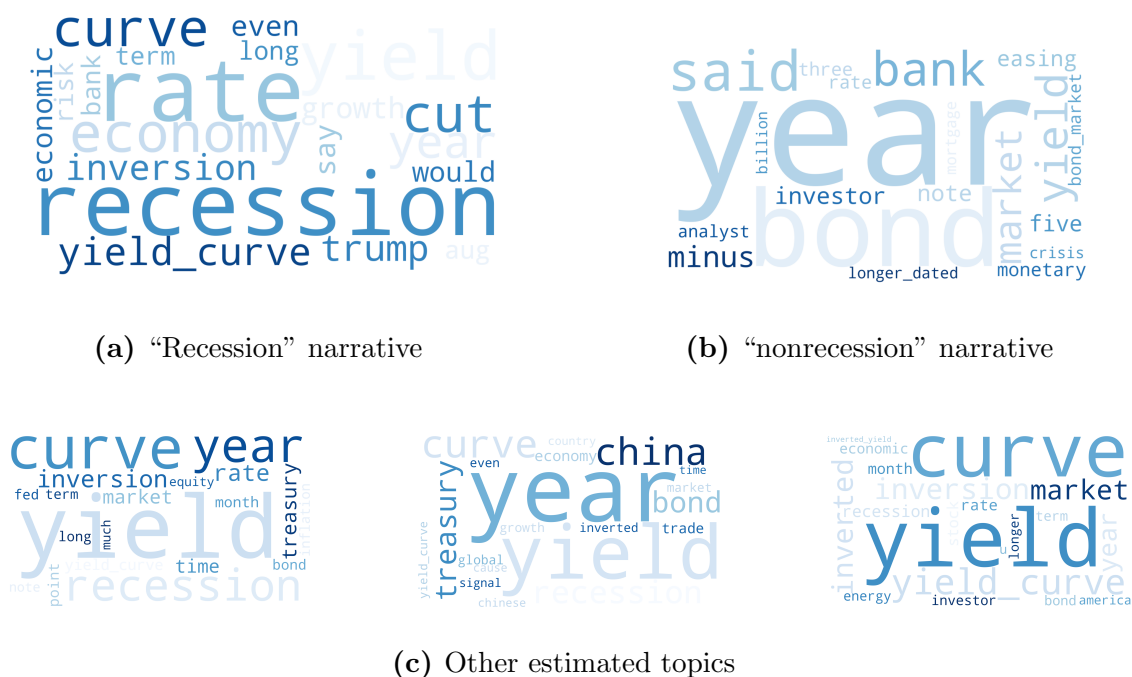 curve even
long
term
yield
economic
risk
bank
rate
growth
cut
economy
say
year
inversion
would
recession
yield_curve trump aug
said three bank easing
rate
year
billion
mortgage
market
yield
bond_market
investor note
bond
analyst
five
minus
crisis
longer_dated monetary
(a) “Recession” narrative
(b) “nonrecession” narrative
curve year
inversion equity rate
fed term market month
treasury
inflation
yield
long
much
yield_curve time bond
note
point
recession
curve country china
economy
even
time
treasury
year
market
bond
growth inverted trade
yield_curve
yield
global
cause
signal
chinese recession
inverted_yield
economic
curve
month
inverted
inversion market
recession
stock
rate
term
longer
year
yield
u
yield_curve
energy investor bond america
(c) Other estimated topics